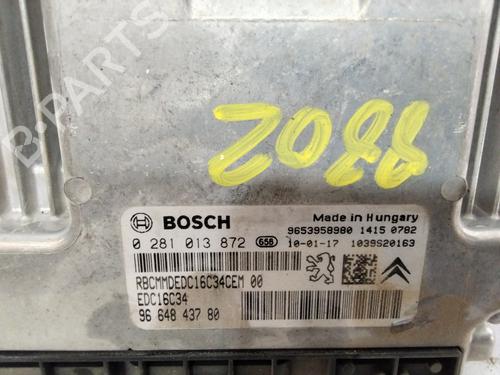 B-PARTS
2088
BOSCH
Made in Hungary
9653958980 1415 0782
0 281 013 872 658 10-01-17 1039S20163
RBCMMDEDC16C34CEM 00
EDC16C34
96 648 437 80